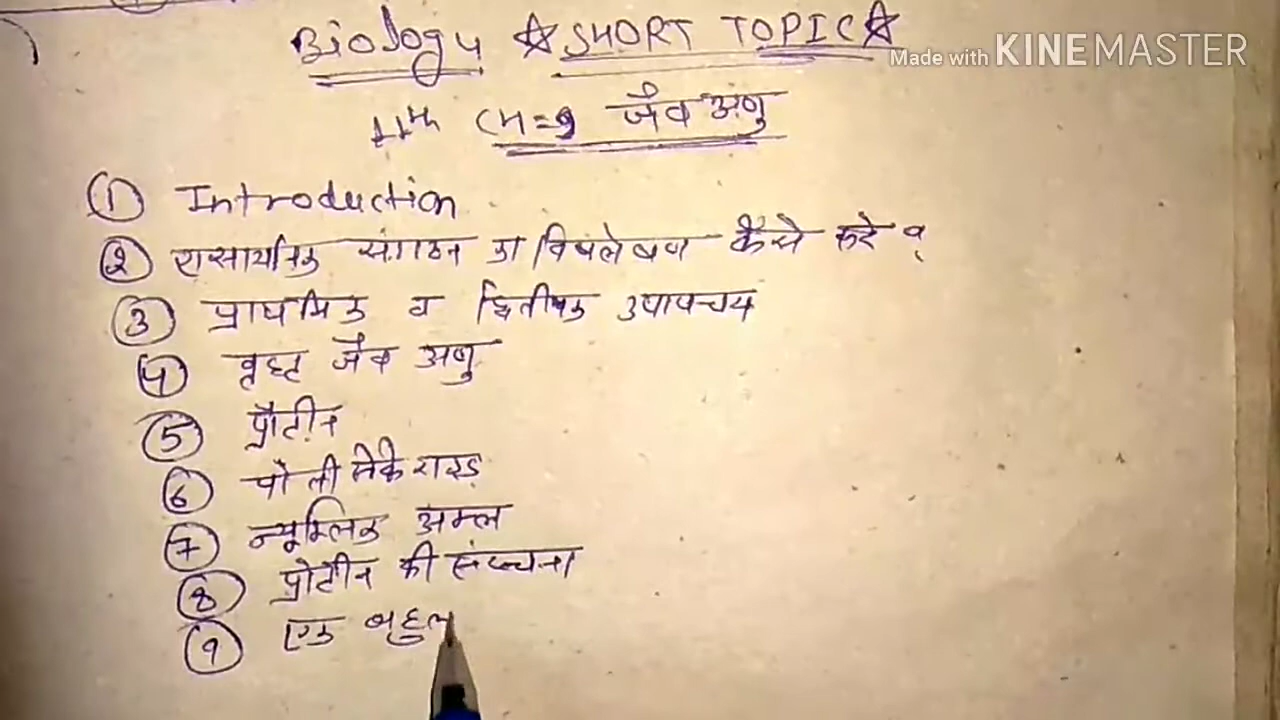 Biology ☆SHORT TOPIC☆
Made with KINEMASTER
11th CH=9 जैव अणु
① Introduction
② रासायनिक संगठन का विश्लेषण कैसे करे ?
③ प्राथमिक व द्वितीयक उपापचय
④ वृहत् जैव अणु
⑤ प्रौटीन
⑥ पोलीसेकेराइड
⑦ न्यूक्लिक अम्ल
⑧ प्रोटीन की संरचना
⑨ एक बहुल